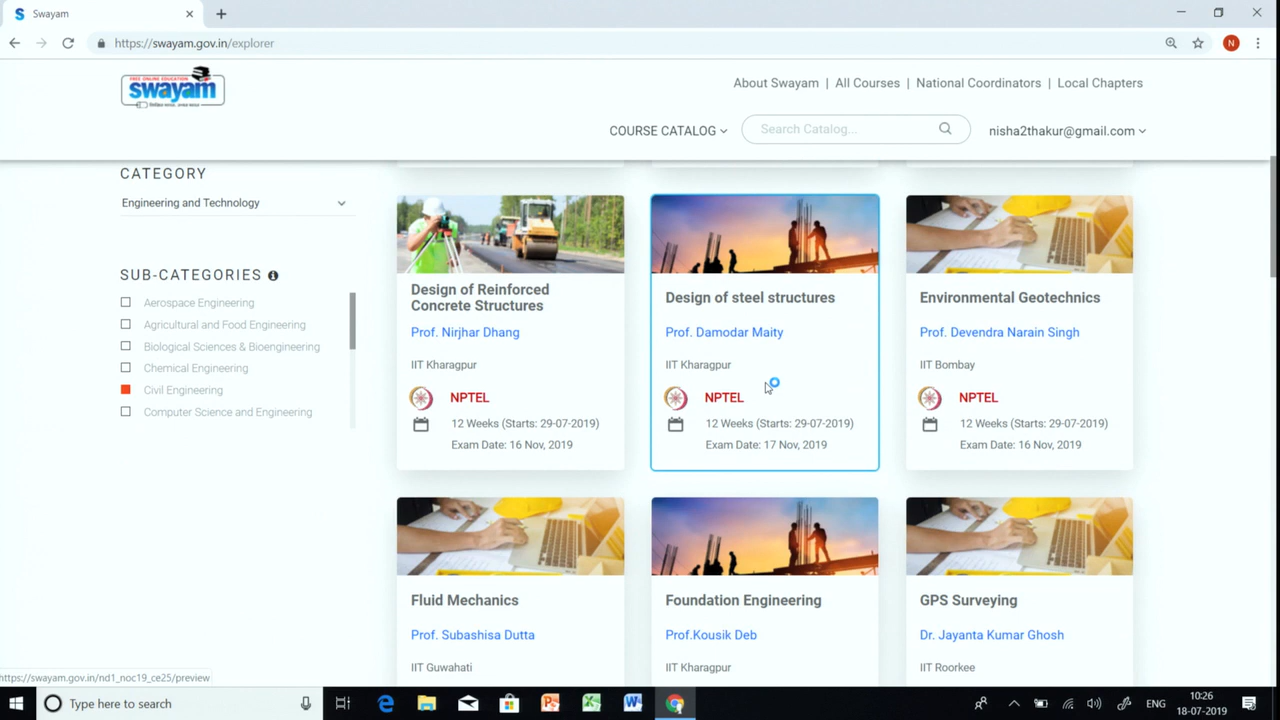 Swayam
https://swayam.gov.in/explorer
N
FREE ONLINE EDUCATION
swayam
About Swayam | All Courses | National Coordinators | Local Chapters
COURSE CATALOG
Search Catalog...
nisha2thakur@gmail.com
CATEGORY
Engineering and Technology
SUB-CATEGORIES
Aerospace Engineering
Agricultural and Food Engineering
Biological Sciences & Bioengineering
Chemical Engineering
Civil Engineering
Computer Science and Engineering
Design of Reinforced
Concrete Structures
Prof. Nirjhar Dhang
IIT Kharagpur
NPTEL
12 Weeks (Starts: 29-07-2019)
Exam Date: 16 Nov, 2019
Design of steel structures
Prof. Damodar Maity
IIT Kharagpur
NPTEL
12 Weeks (Starts: 29-07-2019)
Exam Date: 17 Nov, 2019
Environmental Geotechnics
Prof. Devendra Narain Singh
IIT Bombay
NPTEL
12 Weeks (Starts: 29-07-2019)
Exam Date: 16 Nov, 2019
Fluid Mechanics
Prof. Subashisa Dutta
IIT Guwahati
Foundation Engineering
Prof.Kousik Deb
IIT Kharagpur
GPS Surveying
Dr. Jayanta Kumar Ghosh
IIT Roorkee
https://swayam.gov.in/nd1_noc19_ce25/preview
Type here to search
ENG
10:26
18-07-2019